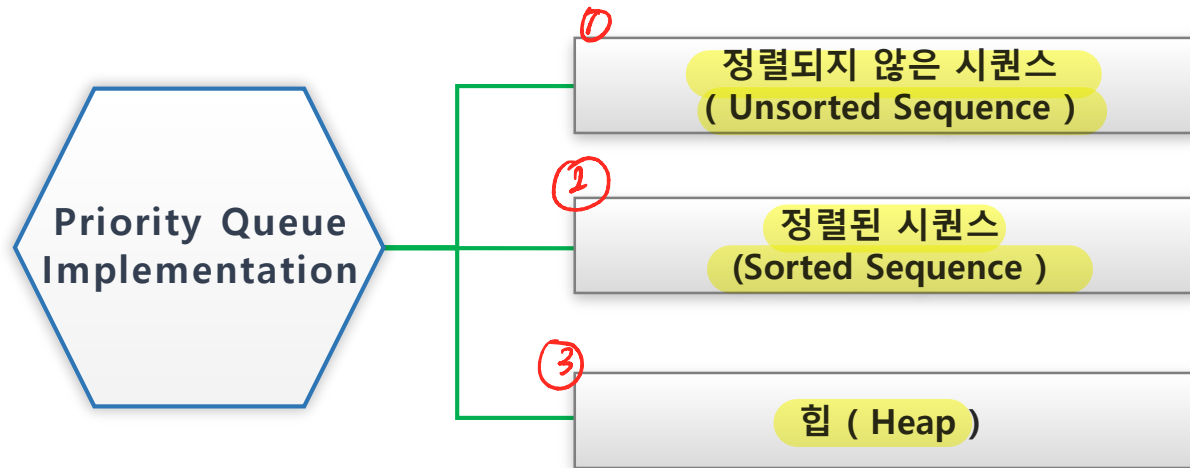 Priority Queue
Implementation
①
정렬되지 않은 시퀀스
( Unsorted Sequence )
②
정렬된 시퀀스
(Sorted Sequence )
③
힙 ( Heap )